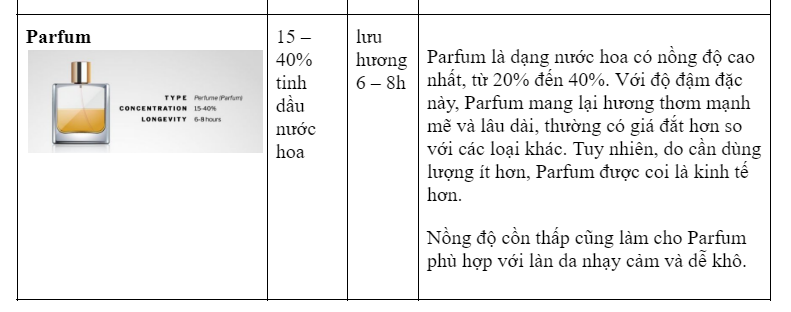 Parfum
TYPE Perfume (Parfum)
CONCENTRATION 15-40%
LONGEVITY 6-8 hours
15 –
40%
tinh
dầu
nước
hoa
lưu
hương
6 – 8h
Parfum là dạng nước hoa có nồng độ cao
nhất, từ 20% đến 40%. Với độ đậm đặc
này, Parfum mang lại hương thơm mạnh
mẽ và lâu dài, thường có giá đắt hơn so
với các loại khác. Tuy nhiên, do cần dùng
lượng ít hơn, Parfum được coi là kinh tế
hơn.
Nồng độ cồn thấp cũng làm cho Parfum
phù hợp với làn da nhạy cảm và dễ khô.